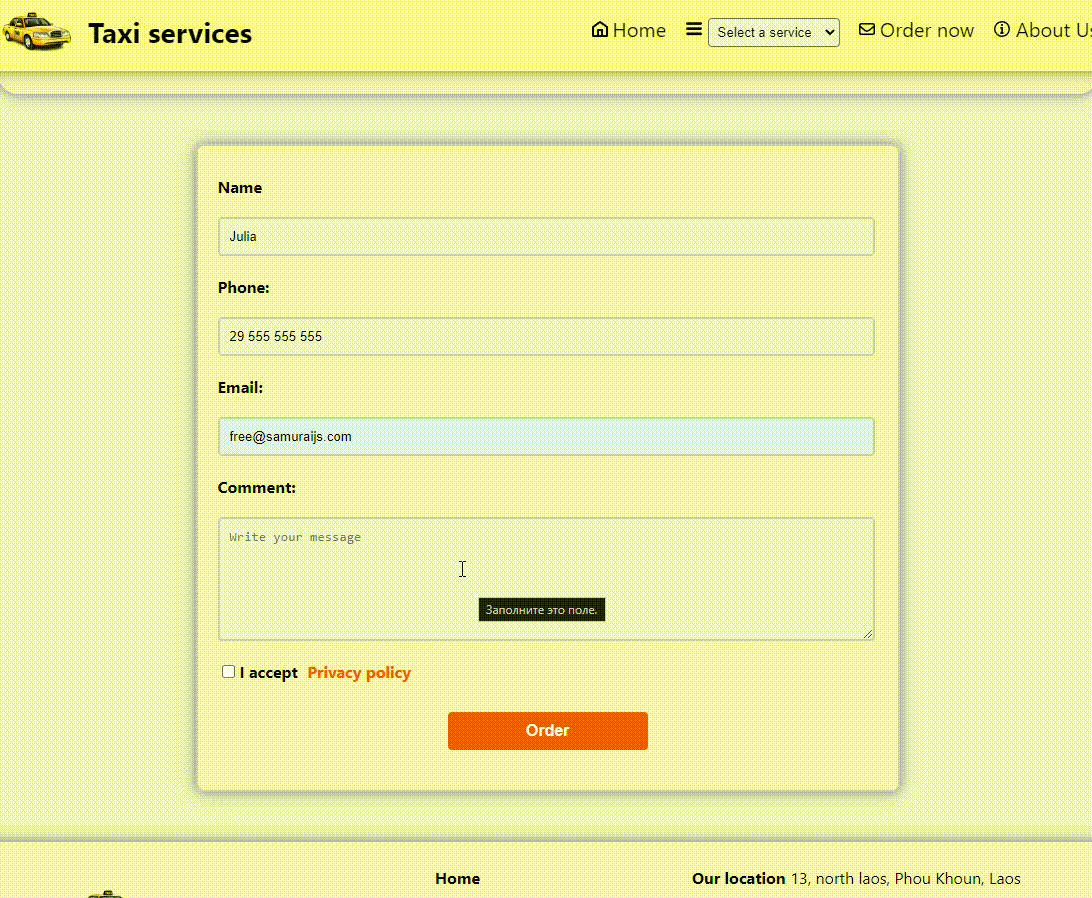 Taxi services
Home
Select a service
Order now
About Us
Name
Julia
Phone:
29 555 555 555
Email:
free@samuraijs.com
Comment:
Write your message
Заполните это поле.
I accept Privacy policy
Order
Home
Our location 13, north laos, Phou Khoun, Laos